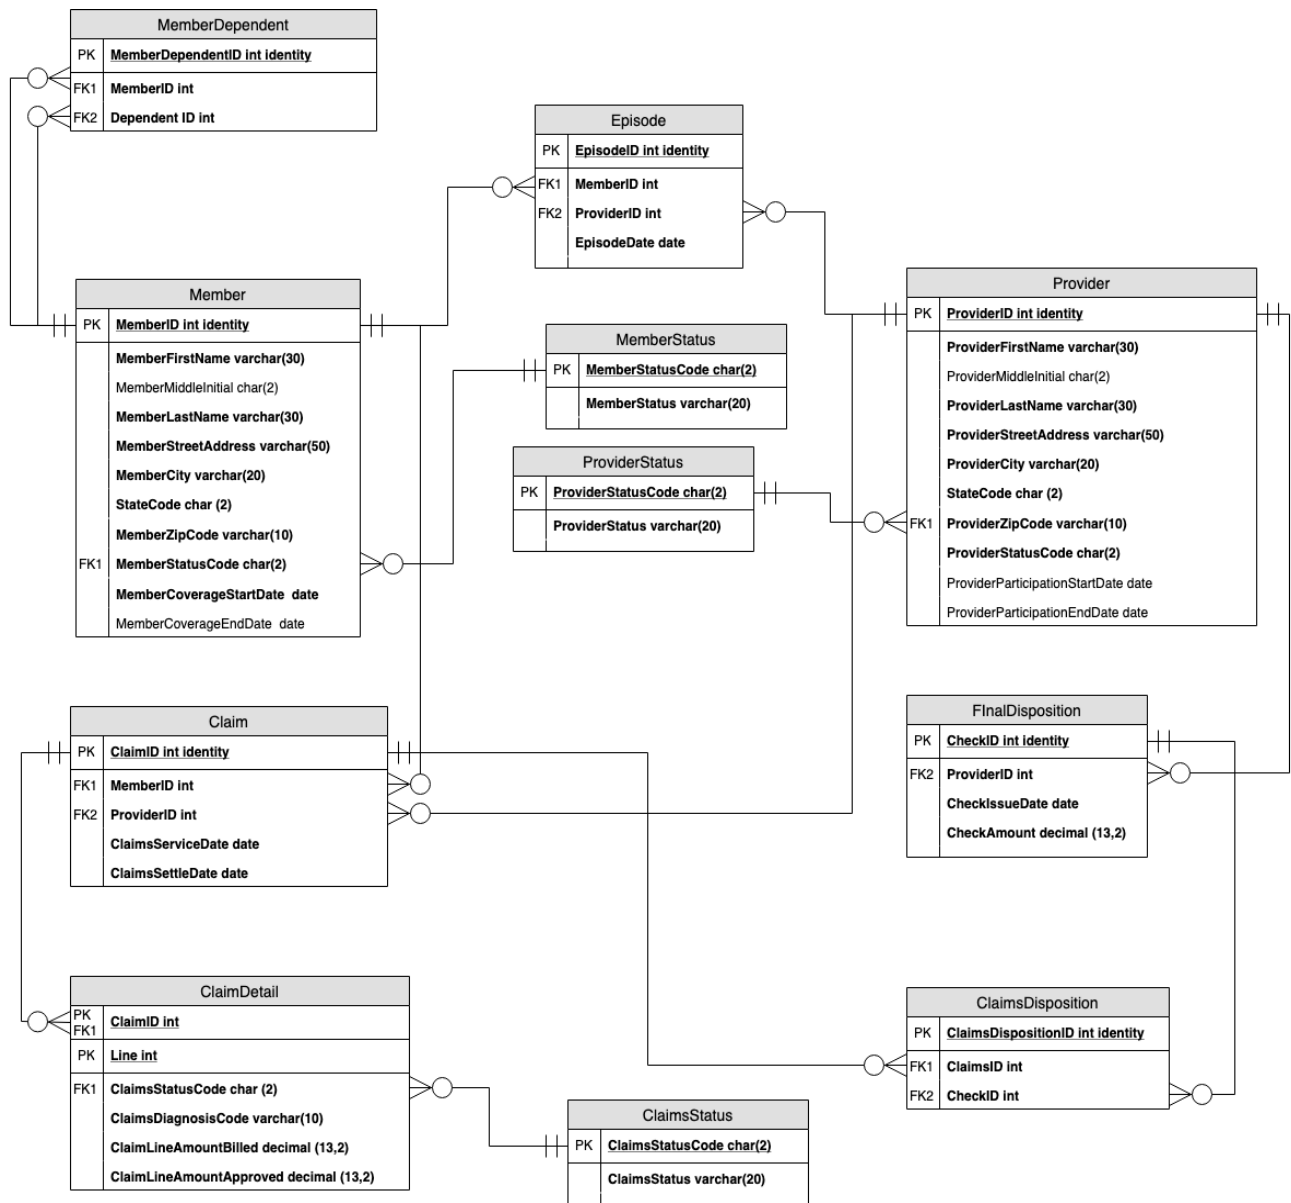 MemberDependent
PK MemberDependentID int identity
FK1 MemberID int
FK2 Dependent ID int
Episode
PK EpisodeID int identity
FK1 MemberID int
FK2 ProviderID int
EpisodeDate date
Member
PK MemberID int identity
MemberFirstName varchar(30)
MemberMiddleInitial char(2)
MemberLastName varchar(30)
MemberStreetAddress varchar(50)
MemberCity varchar(20)
StateCode char (2)
MemberZipCode varchar(10)
FK1 MemberStatusCode char(2)
MemberCoverageStartDate date
MemberCoverageEndDate date
MemberStatus
PK MemberStatusCode char(2)
MemberStatus varchar(20)
ProviderStatus
PK ProviderStatusCode char(2)
ProviderStatus varchar(20)
Provider
PK ProviderID int identity
ProviderFirstName varchar(30)
ProviderMiddleInitial char(2)
ProviderLastName varchar(30)
ProviderStreetAddress varchar(50)
ProviderCity varchar(20)
StateCode char (2)
FK1 ProviderZipCode varchar(10)
ProviderStatusCode char(2)
ProviderParticipationStartDate date
ProviderParticipationEndDate date
Claim
PK ClaimID int identity
FK1 MemberID int
FK2 ProviderID int
ClaimsServiceDate date
ClaimsSettleDate date
FInalDisposition
PK CheckID int identity
FK2 ProviderID int
CheckIssueDate date
CheckAmount decimal (13,2)
ClaimDetail
PK
FK1 ClaimID int
PK Line int
FK1 ClaimsStatusCode char (2)
ClaimsDiagnosisCode varchar(10)
ClaimLineAmountBilled decimal (13,2)
ClaimLineAmountApproved decimal (13,2)
ClaimsStatus
PK ClaimsStatusCode char(2)
ClaimsStatus varchar(20)
ClaimsDisposition
PK ClaimsDispositionID int identity
FK1 ClaimsID int
FK2 CheckID int